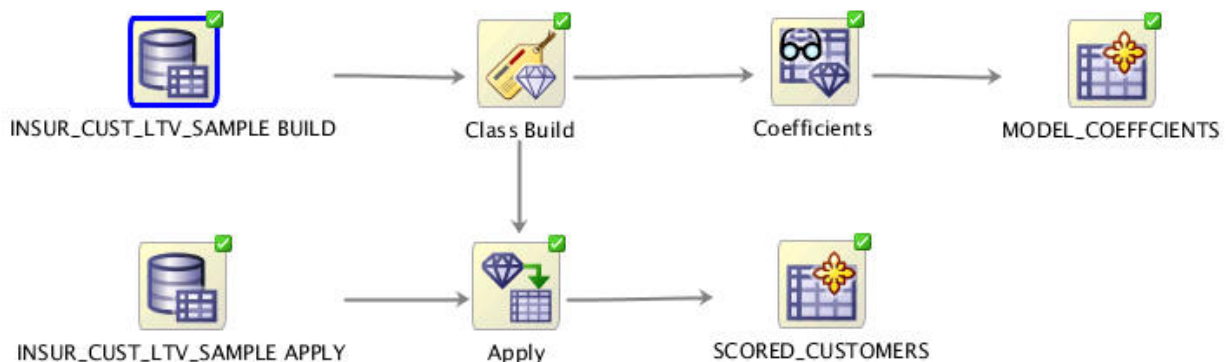 INSUR_CUST_LTV_SAMPLE BUILD
Class Build
Coefficients
MODEL_COEFFCIENTS
INSUR_CUST_LTV_SAMPLE APPLY
Apply
SCORED_CUSTOMERS